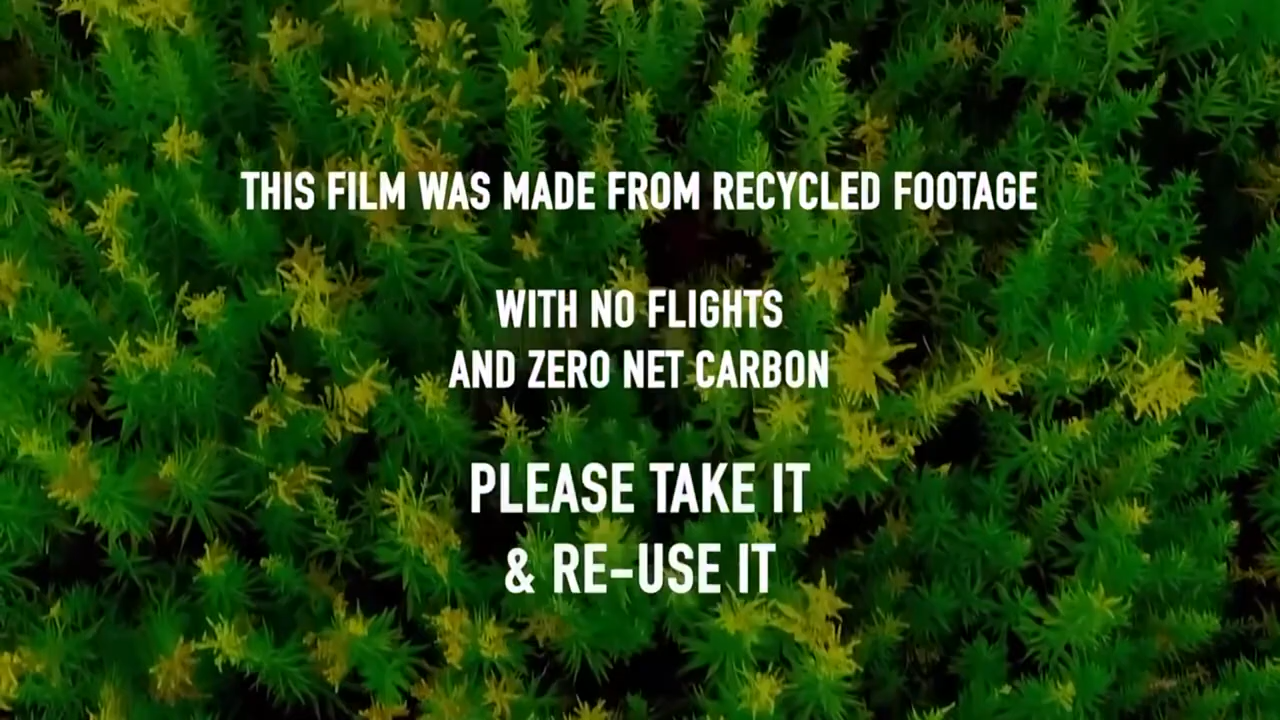 THIS FILM WAS MADE FROM RECYCLED FOOTAGE
WITH NO FLIGHTS
AND ZERO NET CARBON
PLEASE TAKE IT
& RE-USE IT